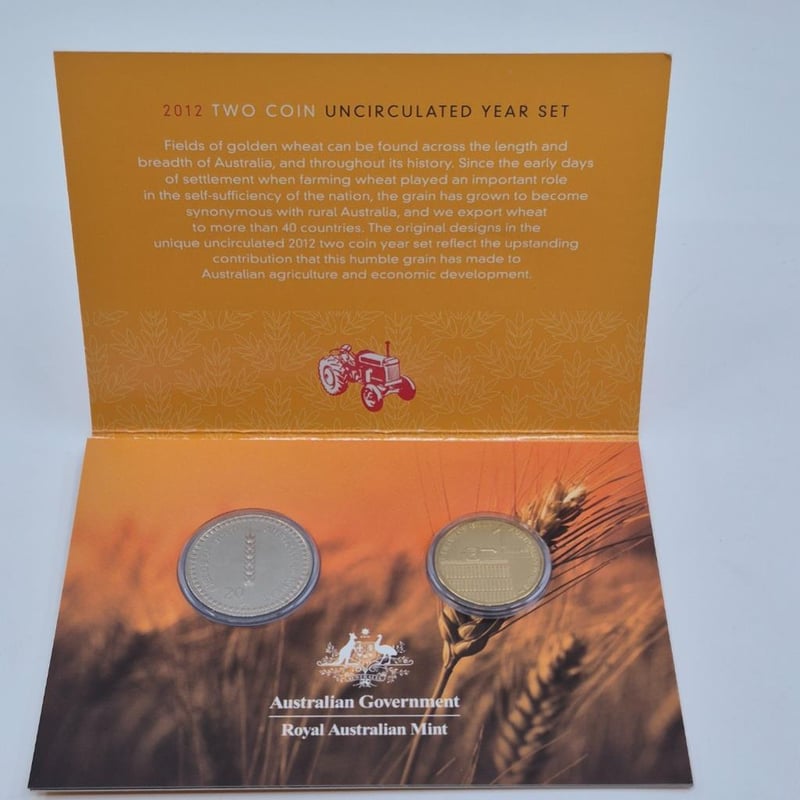 2012 TWO COIN UNCIRCULATED YEAR SET
Fields of golden wheat can be found across the length and
breadth of Australia, and throughout its history. Since the early days
of settlement when farming wheat played an important role
in the self-sufficiency of the nation, the grain has grown to become
synonymous with rural Australia, and we export wheat
to more than 40 countries. The original designs in the
unique uncirculated 2012 two coin year set reflect the upstanding
contribution that this humble grain has made to
Australian agriculture and economic development.
20
Australian Government
Royal Australian Mint